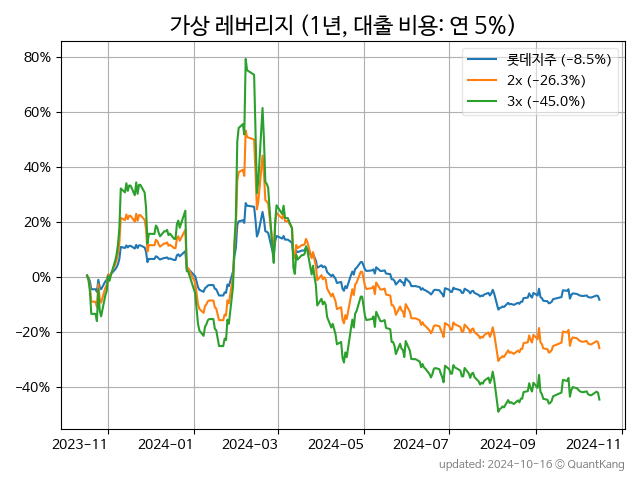 가상 레버리지 (1년, 대출 비용: 연 5%)
롯데지주 (−8.5%)
2x (−26.3%)
3x (−45.0%)
80%
60%
40%
20%
0%
−20%
−40%
2023-11 2024-01 2024-03 2024-05 2024-07 2024-09 2024-11
updated: 2024-10-16 © QuantKang